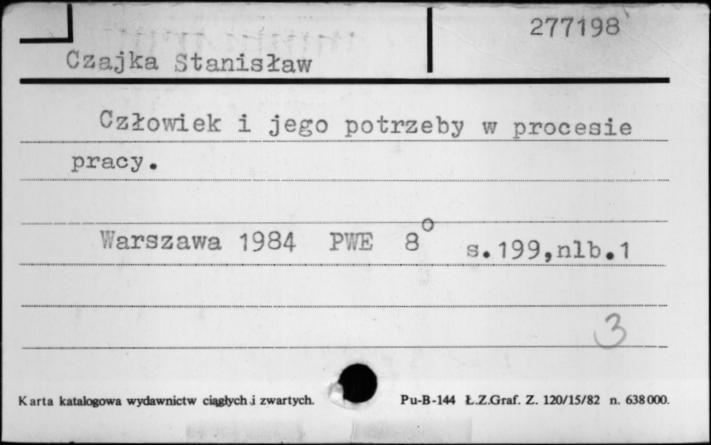 277198
Czajka Stanisław
Człowiek i jego potrzeby w procesie
pracy.
Warszawa 1984 PWE 8° s.199,nlb.1
3
Karta katalogowa wydawnictw ciągłych i zwartych. Pu-B-144 Ł.Z.Graf. Z. 120/15/82 n. 638000.